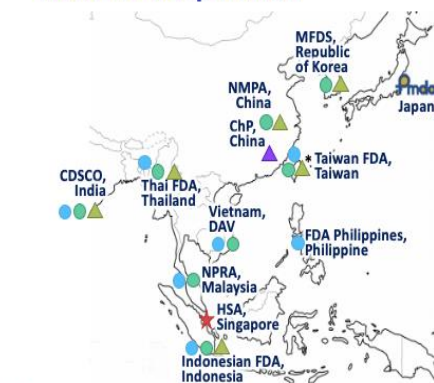 MFDS,
Republic
of Korea
NMPA,
China
ChP,
China
Pmda
Japan
* Taiwan FDA,
Taiwan
CDSCO,
India
Thai FDA,
Thailand
Vietnam,
DAV
FDA Philippines,
Philippine
NPRA,
Malaysia
HSA,
Singapore
Indonesian FDA,
Indonesia